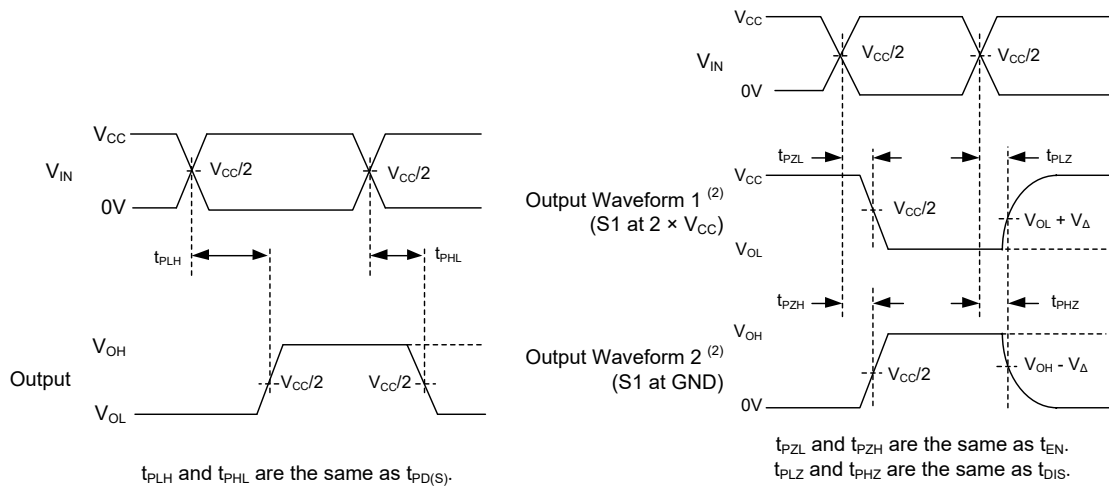 V_CC
V_IN
0V
V_CC/2
V_CC/2
t_PLH
t_PHL
Output
V_OH
V_OL
V_CC/2
V_CC/2
t_PLH and t_PHL are the same as t_PD(S).
V_CC
V_IN
0V
V_CC/2
V_CC/2
t_PZL
t_PLZ
Output Waveform 1 (2)
(S1 at 2 × V_CC)
V_CC
V_OL
V_CC/2
V_OL + V_Δ
t_PZH
t_PHZ
Output Waveform 2 (2)
(S1 at GND)
V_OH
0V
V_CC/2
V_OH - V_Δ
t_PZL and t_PZH are the same as t_EN.
t_PLZ and t_PHZ are the same as t_DIS.